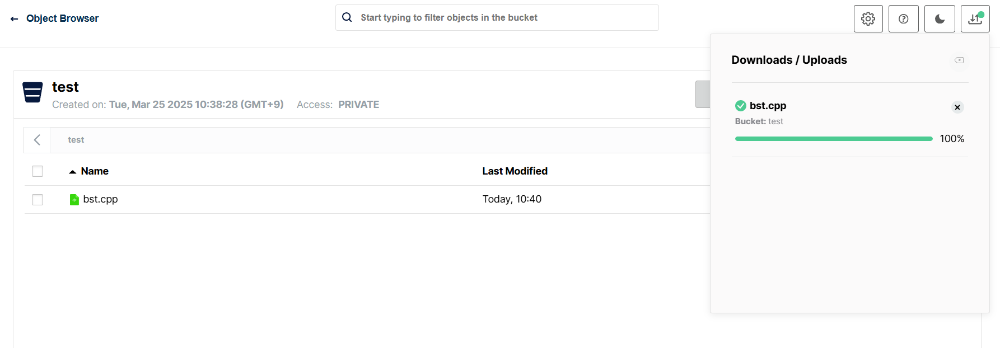 Object Browser
Start typing to filter objects in the bucket
Downloads / Uploads
test
Created on: Tue, Mar 25 2025 10:38:28 (GMT+9) Access: PRIVATE
bst.cpp
Bucket: test
100%
test
Name Last Modified
bst.cpp Today, 10:40